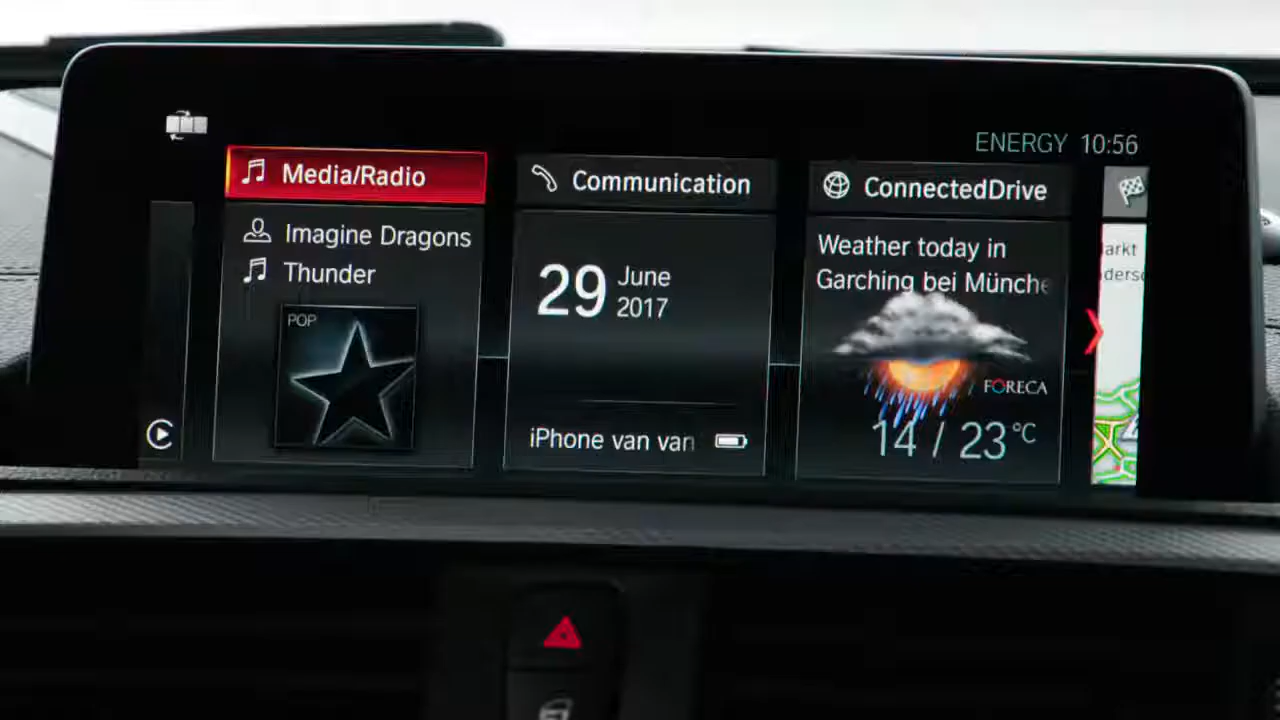 ENERGY 10:56
Media/Radio
Imagine Dragons
Thunder
POP
Communication
29
June
2017
iPhone van van
ConnectedDrive
Weather today in
Garching bei Münche
FORECA
14 / 23°C
arkt